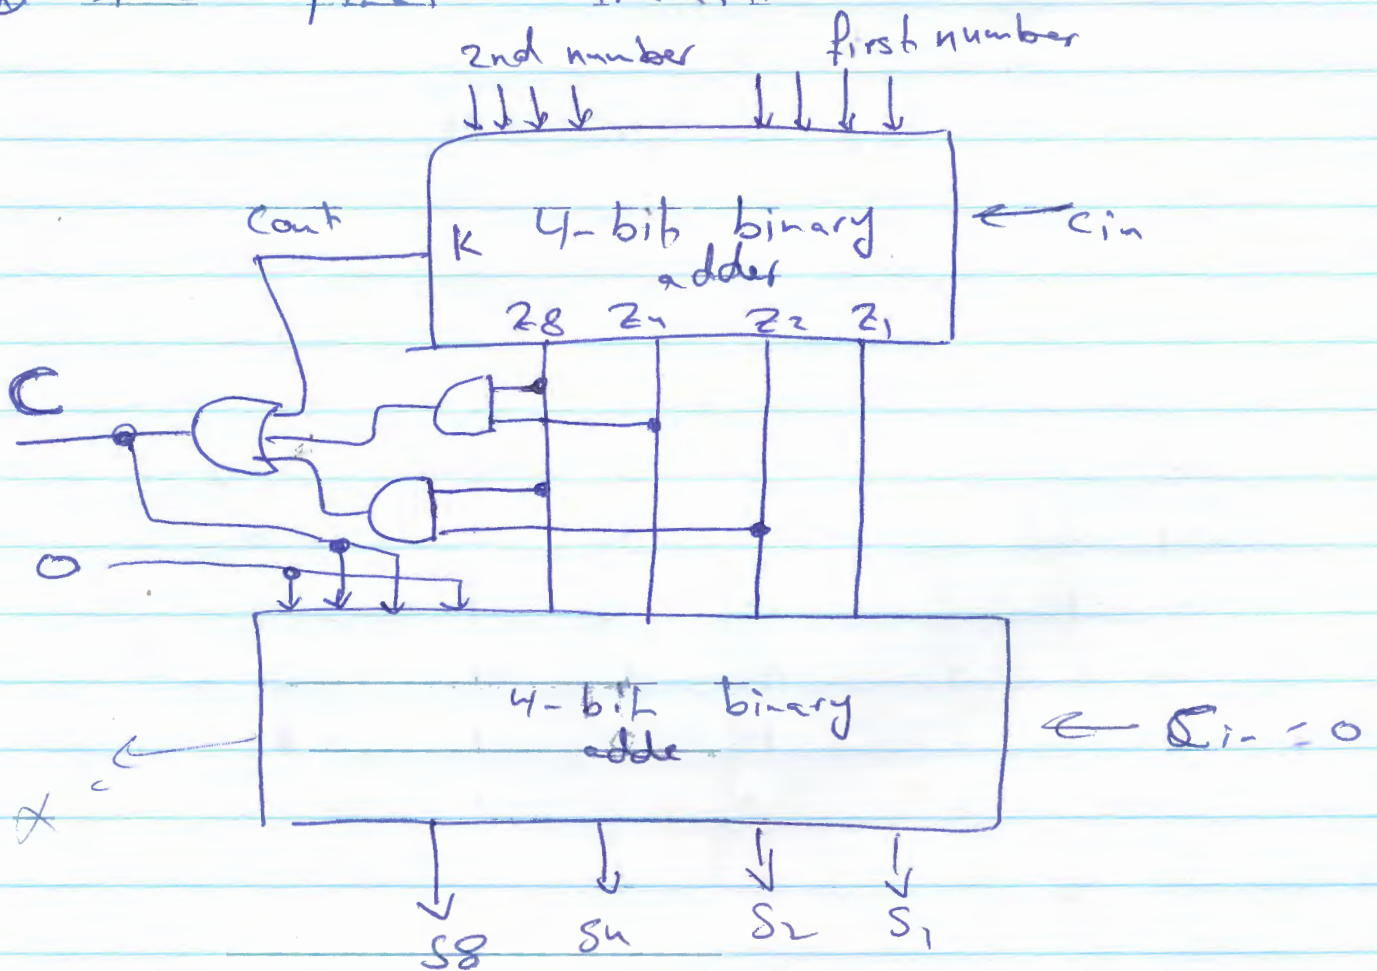 2nd number first number
Cout K 4-bit binary ← Cin
adder
Z8 Z4 Z2 Z1
C
0
4-bit binary
adde
← Cin = 0
c
S8 S4 S2 S1